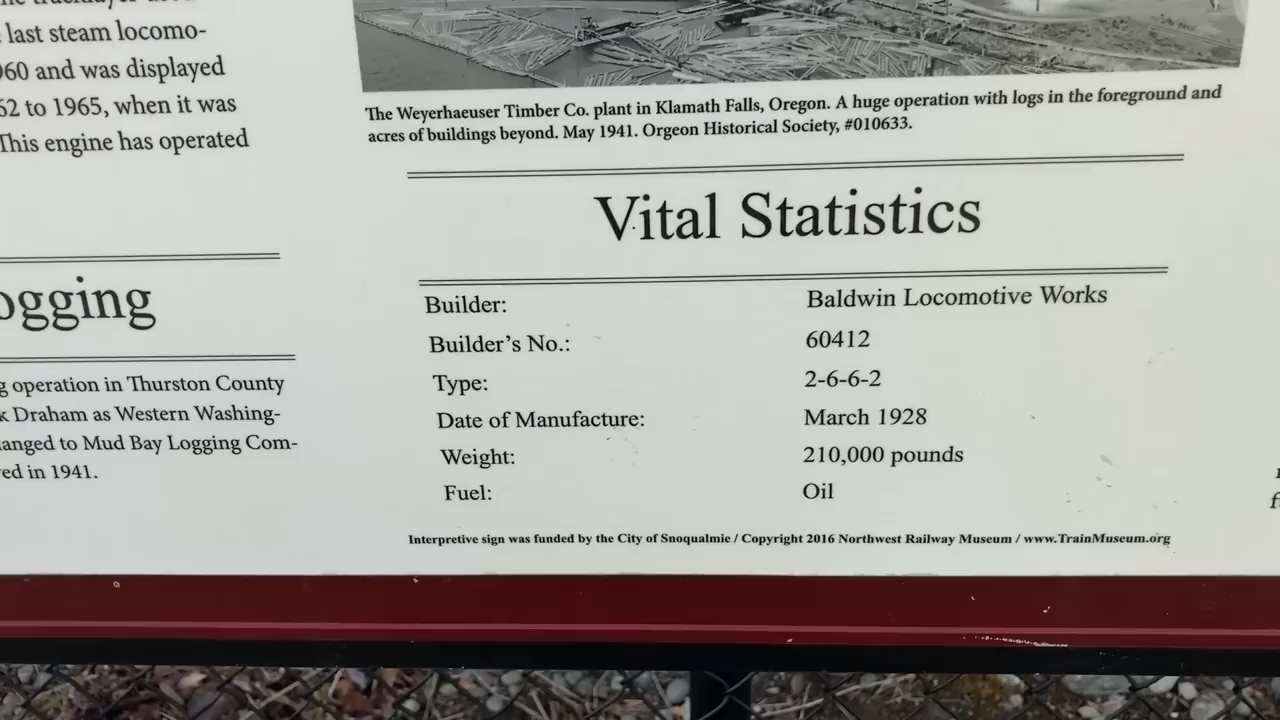 last steam locomo-
960 and was displayed
62 to 1965, when it was
This engine has operated
ogging
g operation in Thurston County
k Draham as Western Washing-
anged to Mud Bay Logging Com-
ed in 1941.
The Weyerhaeuser Timber Co. plant in Klamath Falls, Oregon. A huge operation with logs in the foreground and
acres of buildings beyond. May 1941. Orgeon Historical Society, #010633.
Vital Statistics
Builder: Baldwin Locomotive Works
Builder's No.: 60412
Type: 2-6-6-2
Date of Manufacture: March 1928
Weight: 210,000 pounds
Fuel: Oil
Interpretive sign was funded by the City of Snoqualmie / Copyright 2016 Northwest Railway Museum / www.TrainMuseum.org